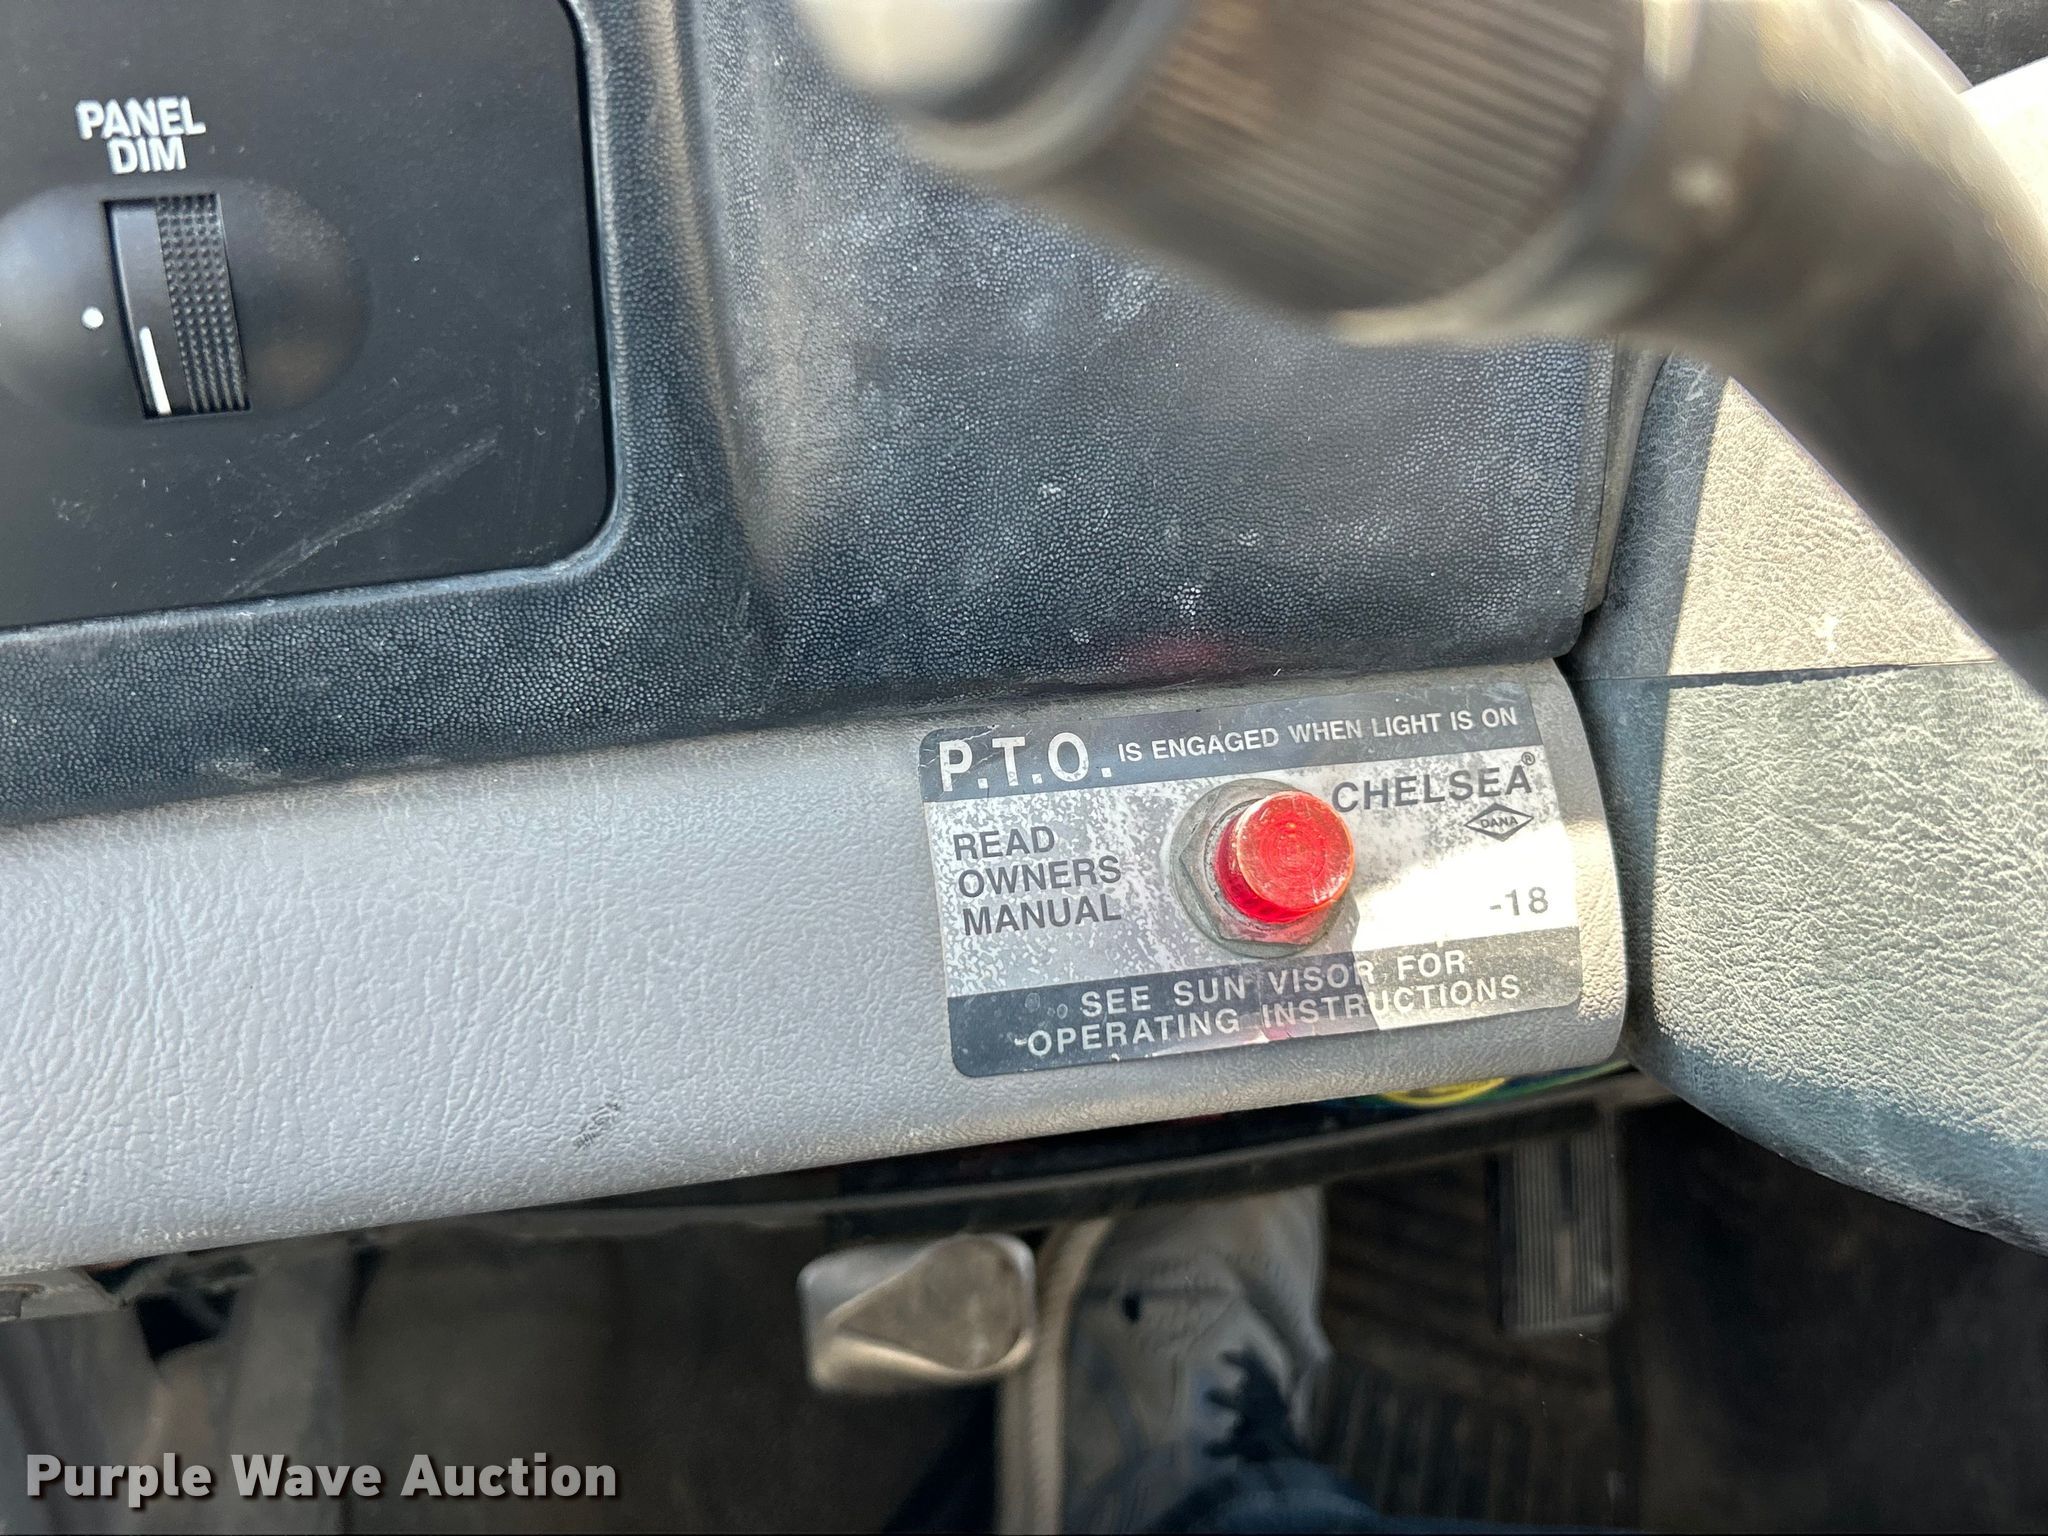 PANEL
DIM
P.T.O. IS ENGAGED WHEN LIGHT IS ON
CHELSEA®
DANA
READ
OWNERS
MANUAL
-18
SEE SUN VISOR FOR
OPERATING INSTRUCTIONS
Purple Wave Auction